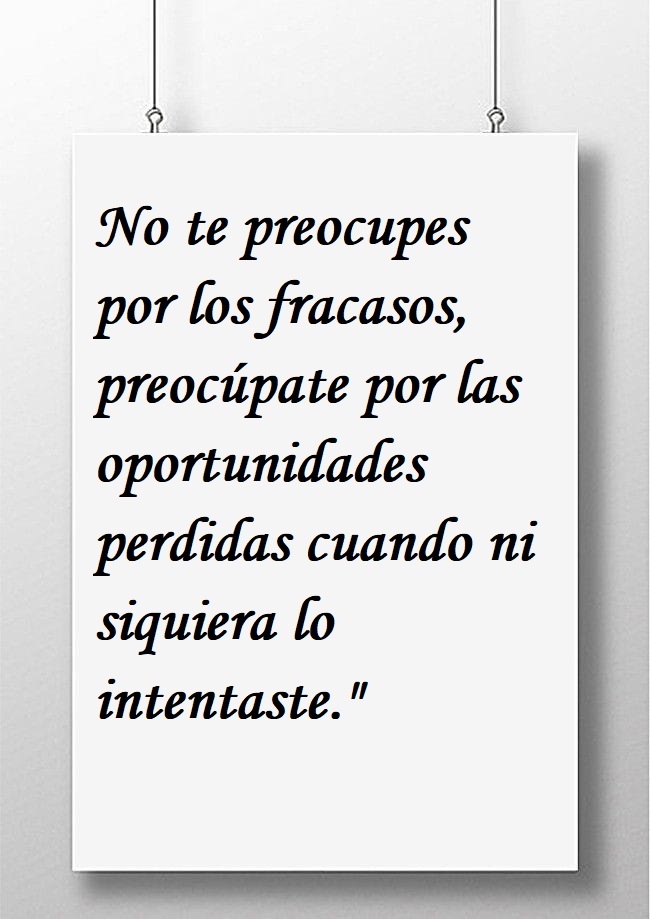 No te preocupes
por los fracasos,
preocúpate por las
oportunidades
perdidas cuando ni
siquiera lo
intentaste."